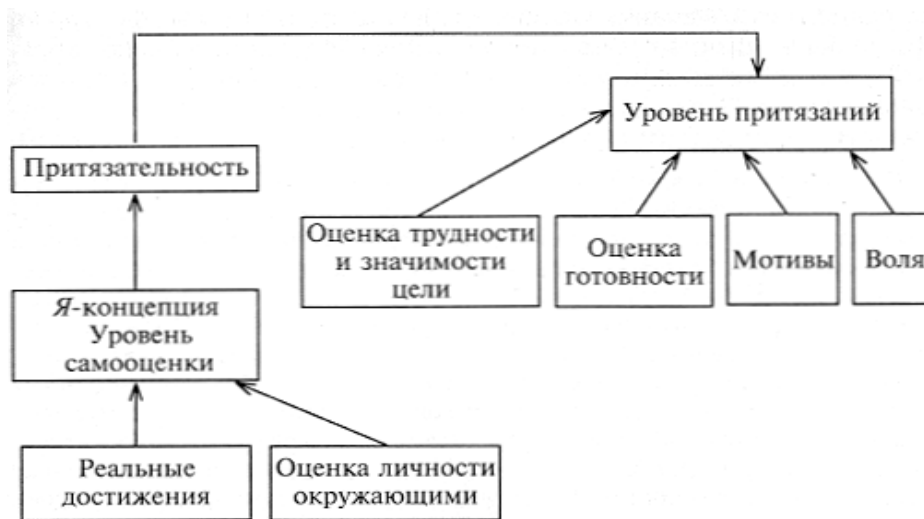 Уровень притязаний
Притязательность
Оценка трудности
и значимости
цели
Оценка
готовности
Мотивы
Воля
Я-концепция
Уровень
самооценки
Реальные
достижения
Оценка личности
окружающими